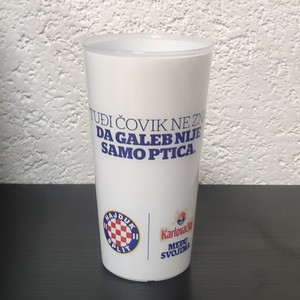 TUĐI ČOVIK NE ZN
DA GALEB NIJE
SAMO PTICA.
HAJDUK
SPLIT
Karlovačko
MEĐU
SVOJIMA